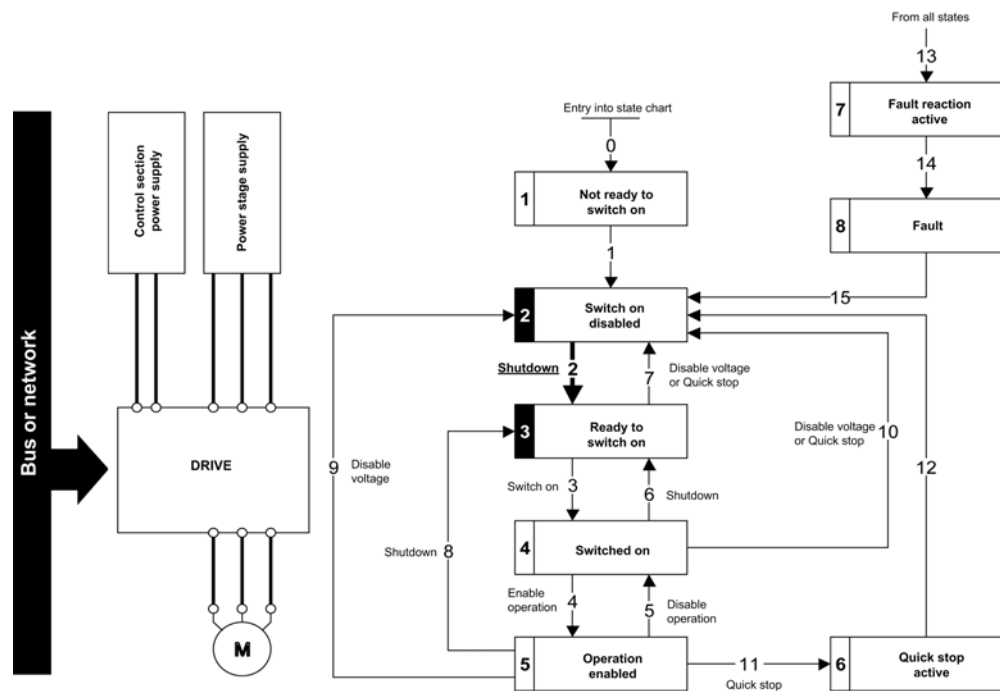 Bus or network
Control section
power supply
Power stage supply
DRIVE
M
From all states
13
7
Fault reaction
active
14
8
Fault
15
Entry into state chart
0
1
Not ready to
switch on
1
2
Switch on
disabled
Shutdown
2
7
Disable voltage
or Quick stop
3
Ready to
switch on
Switch on
3
6
Shutdown
4
Switched on
Enable
operation
4
5
Disable
operation
5
Operation
enabled
9
Disable
voltage
Shutdown
8
Disable voltage
or Quick stop
10
12
11
Quick stop
6
Quick stop
active